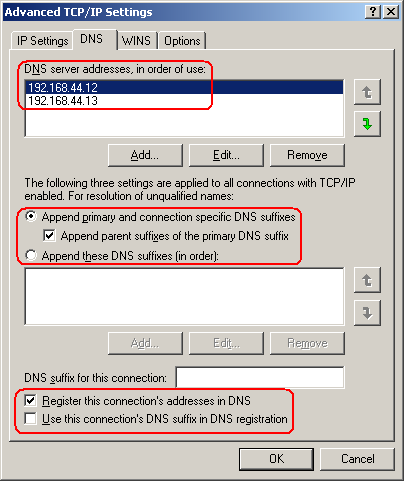 Advanced TCP/IP Settings
IP Settings DNS WINS Options
DNS server addresses, in order of use:
192.168.44.12
192.168.44.13
Add... Edit... Remove
The following three settings are applied to all connections with TCP/IP
enabled. For resolution of unqualified names:
Append primary and connection specific DNS suffixes
Append parent suffixes of the primary DNS suffix
Append these DNS suffixes (in order):
Add... Edit... Remove
DNS suffix for this connection:
Register this connection's addresses in DNS
Use this connection's DNS suffix in DNS registration
OK Cancel